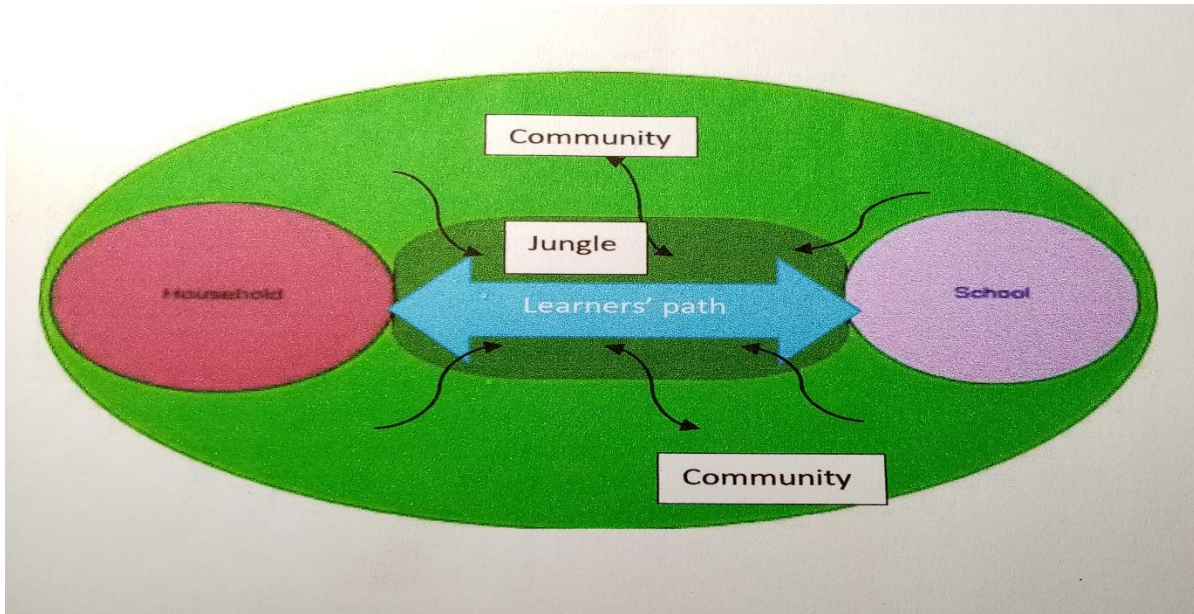 Community
Jungle
Household
Learners' path
School
Community